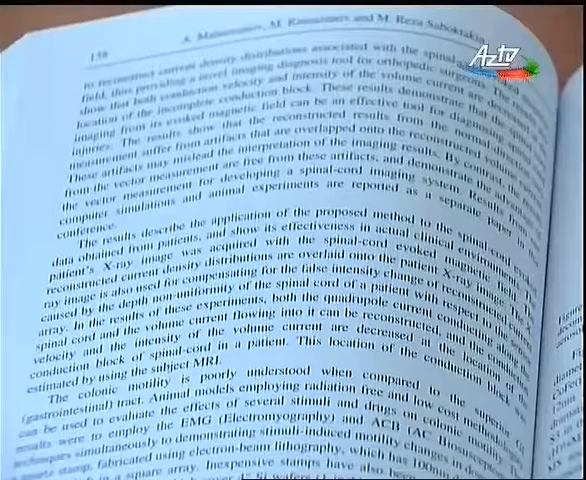 158
A. M, M. and M. Reza Saboktakin
AzTV
to reconstruct current density distributions associated with the spinal
field, thus providing a novel imaging diagnosis tool for orthopedic surgeons. The
show that both conduction velocity and intensity of the volume current are
location of the incomplete conduction block. These results demonstrate that the
imaging from its evoked magnetic field can be an effective tool for diagnosing spinal
injuries. The results show that the reconstructed results from the normal-direction
measurement suffer from artifacts that are overlapped onto the reconstructed volume
These artifacts may mislead the interpretation of the imaging results. By contrast, the
from the vector measurement are free from these artifacts, and demonstrate the
the vector measurement for developing a spinal-cord imaging system. Results from
computer simulations and animal experiments are reported as a separate paper in
conference.
The results describe the application of the proposed method to the spinal-cord
data obtained from patients, and show its effectiveness in actual clinical environment.
patient's X-ray image was acquired with the spinal-cord evoked magnetic field.
reconstructed current density distributions are overlaid onto the patient X-ray image. The
ray image is also used for compensating for the false intensity change of reconstructed
caused by the depth non-uniformity of the spinal cord of a patient with respect to the
array. In the results of these experiments, both the quadrupole current conducting along the
spinal cord and the volume current flowing into it can be reconstructed, and the
velocity and the intensity of the volume current are decreased at the location of the
conduction block of spinal-cord in a patient. This location of the conduction block
estimated by using the subject MRI.
The colonic motility is poorly understood when compared to the superior
(gastrointestinal) tract. Animal models employing radiation free and low cost methodologies
can be used to evaluate the effects of several stimuli and drugs on colonic motility.
results were to employ the EMG (Electromyography) and ACB (AC
techniques simultaneously to demonstrating stimuli-induced motility changes in
stamp, fabricated using electron-beam lithography, which has 100nm
in a square array. Inexpensive stamps have also been
Si wafers